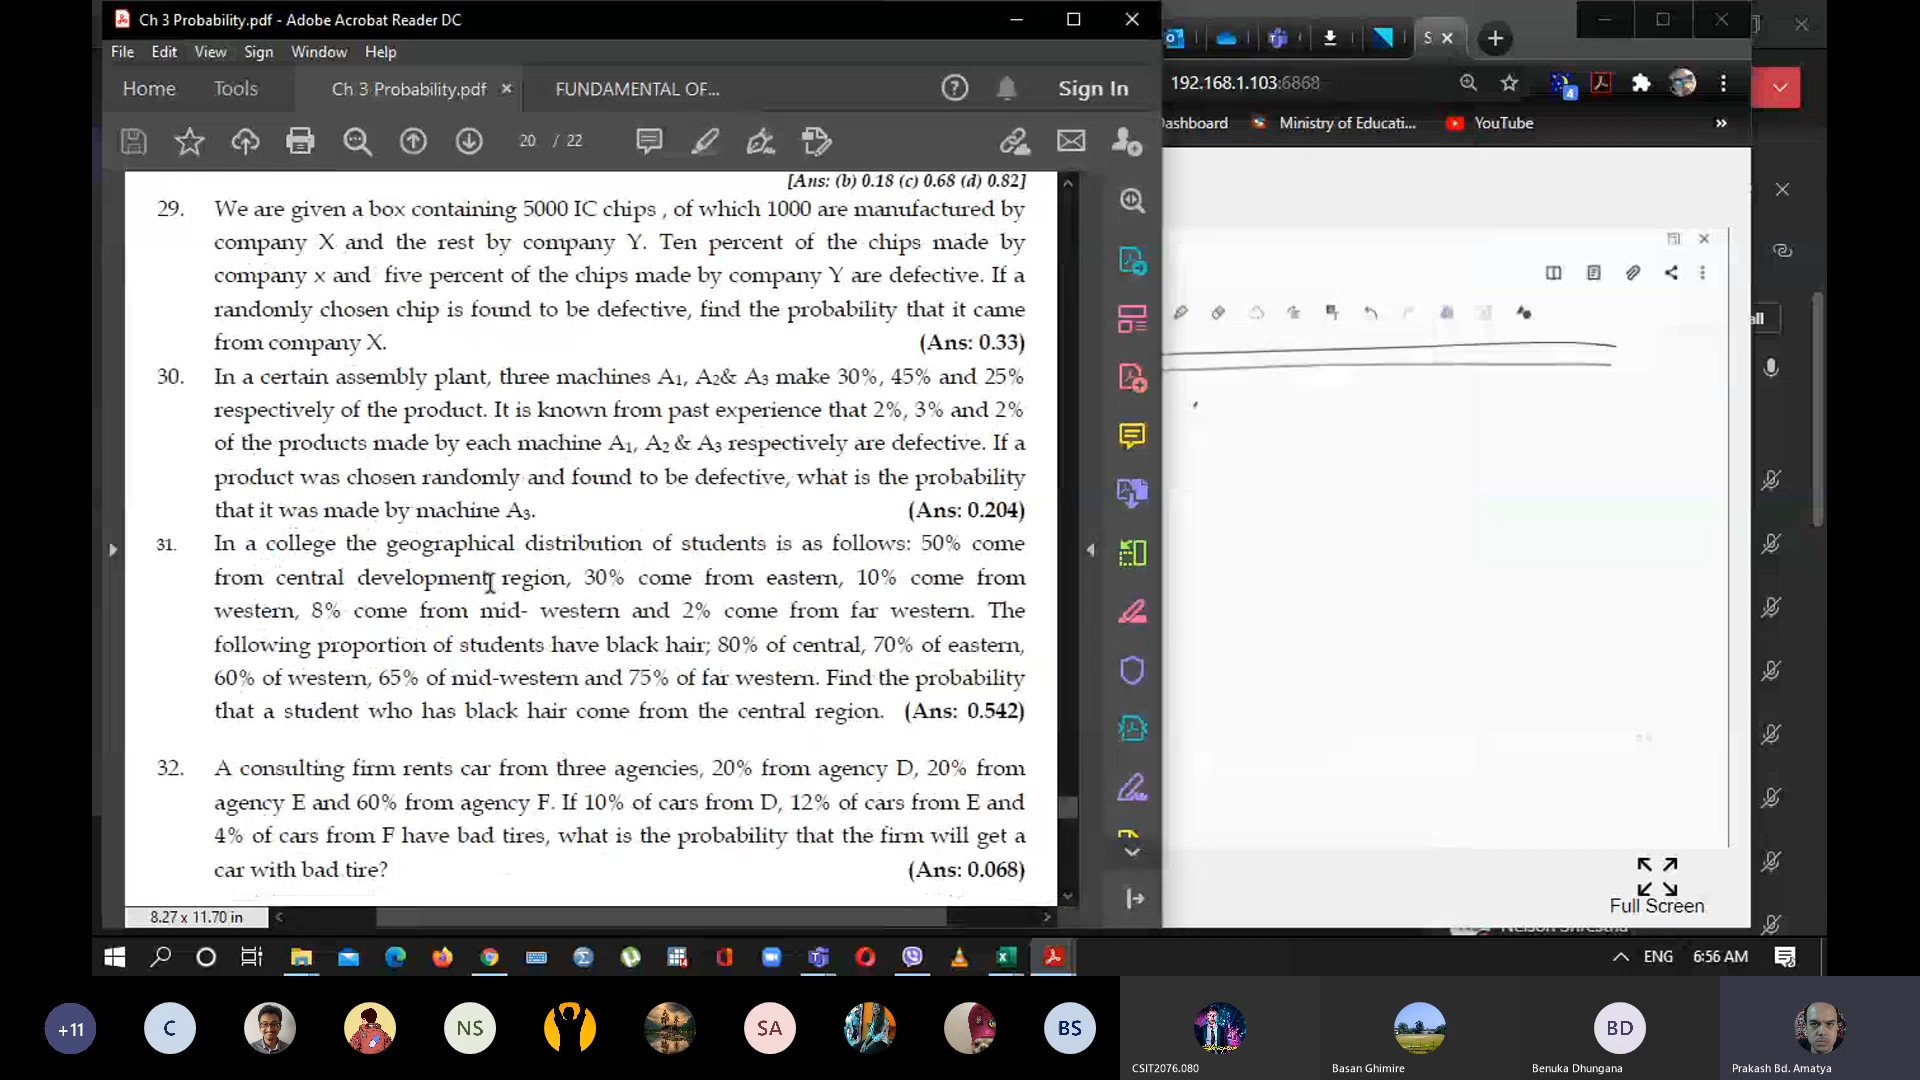 Ch 3 Probability.pdf - Adobe Acrobat Reader DC
File Edit View Sign Window Help
Home Tools Ch 3 Probability.pdf × FUNDAMENTAL OF... Sign In
20 / 22
[Ans: (b) 0.18 (c) 0.68 (d) 0.82]
29. We are given a box containing 5000 IC chips , of which 1000 are manufactured by
company X and the rest by company Y. Ten percent of the chips made by
company x and five percent of the chips made by company Y are defective. If a
randomly chosen chip is found to be defective, find the probability that it came
from company X. (Ans: 0.33)
30. In a certain assembly plant, three machines A1, A2& A3 make 30%, 45% and 25%
respectively of the product. It is known from past experience that 2%, 3% and 2%
of the products made by each machine A1, A2 & A3 respectively are defective. If a
product was chosen randomly and found to be defective, what is the probability
that it was made by machine A3. (Ans: 0.204)
31. In a college the geographical distribution of students is as follows: 50% come
from central development region, 30% come from eastern, 10% come from
western, 8% come from mid- western and 2% come from far western. The
following proportion of students have black hair; 80% of central, 70% of eastern,
60% of western, 65% of mid-western and 75% of far western. Find the probability
that a student who has black hair come from the central region. (Ans: 0.542)
32. A consulting firm rents car from three agencies, 20% from agency D, 20% from
agency E and 60% from agency F. If 10% of cars from D, 12% of cars from E and
4% of cars from F have bad tires, what is the probability that the firm will get a
car with bad tire? (Ans: 0.068)
8.27 x 11.70 in
S
192.168.1.103:6868
4
Dashboard Ministry of Educati... YouTube »
all
Full Screen
Nelson Shrestha
ENG 6:56 AM
+11 C NS SA BS BD
CSIT2076.080 Basan Ghimire Benuka Dhungana Prakash Bd. Amatya